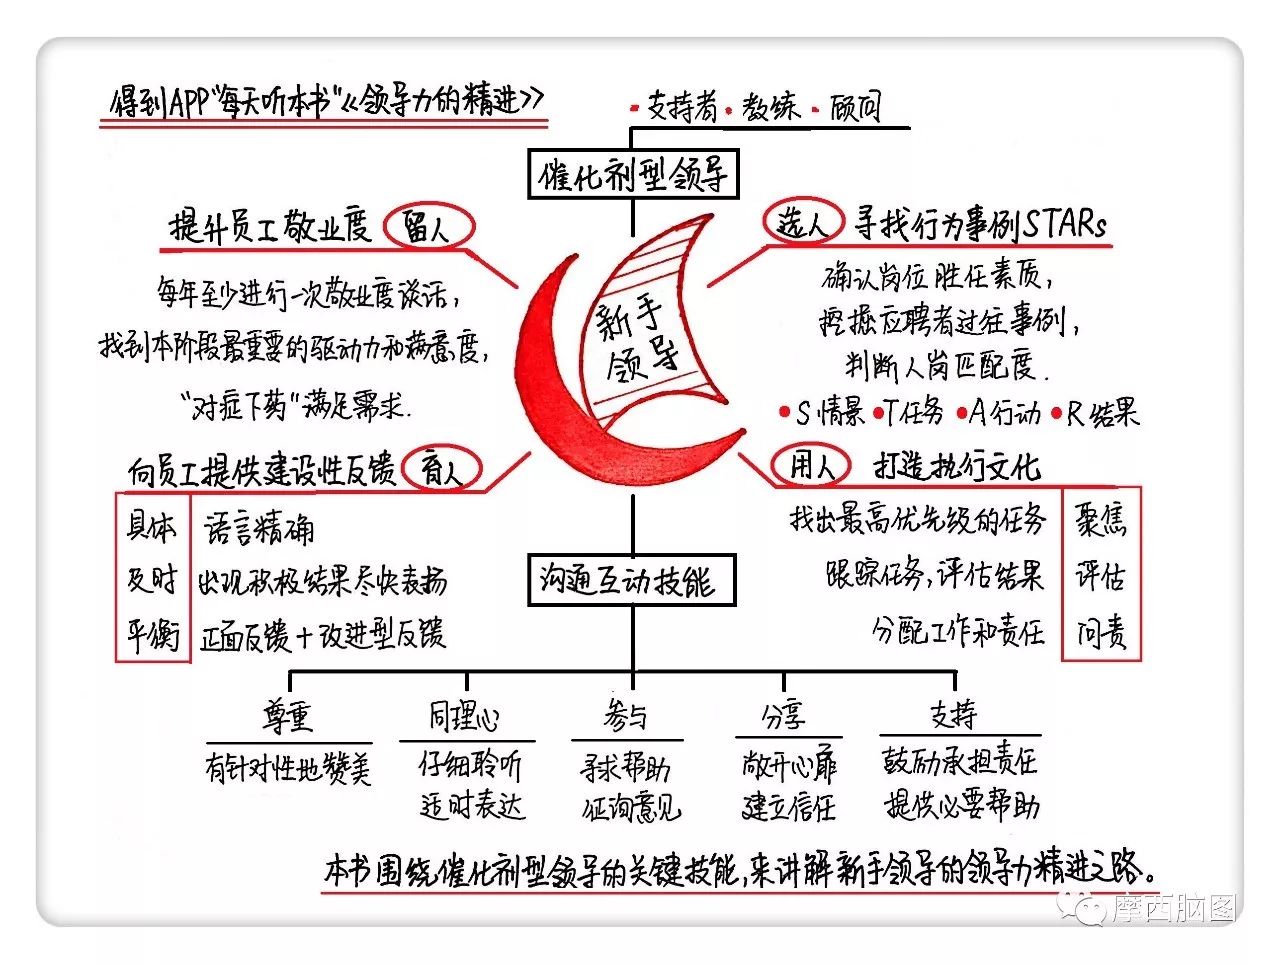 得到APP"每天听本书"《领导力的精进》
·支持者·教练·顾问
催化剂型领导
提升员工敬业度 留人
每年至少进行一次敬业度谈话,
找到本阶段最重要的驱动力和满意度,
"对症下药"满足需求.
选人 寻找行为事例STARs
确认岗位胜任素质,
挖掘应聘者过往事例,
判断人岗匹配度.
•S情景•T任务•A行动•R结果
新手
领导
向员工提供建设性反馈 育人
具体 语言精确
及时 出现积极结果尽快表扬
平衡 正面反馈+改进型反馈
用人 打造执行文化
找出最高优先级的任务 聚焦
跟踪任务,评估结果 评估
分配工作和责任 问责
沟通互动技能
尊重
有针对性地赞美
同理心
仔细聆听
适时表达
参与
寻求帮助
征询意见
分享
敞开心扉
建立信任
支持
鼓励承担责任
提供必要帮助
本书围绕催化剂型领导的关键技能,来讲解新手领导的领导力精进之路。
摩西脑图